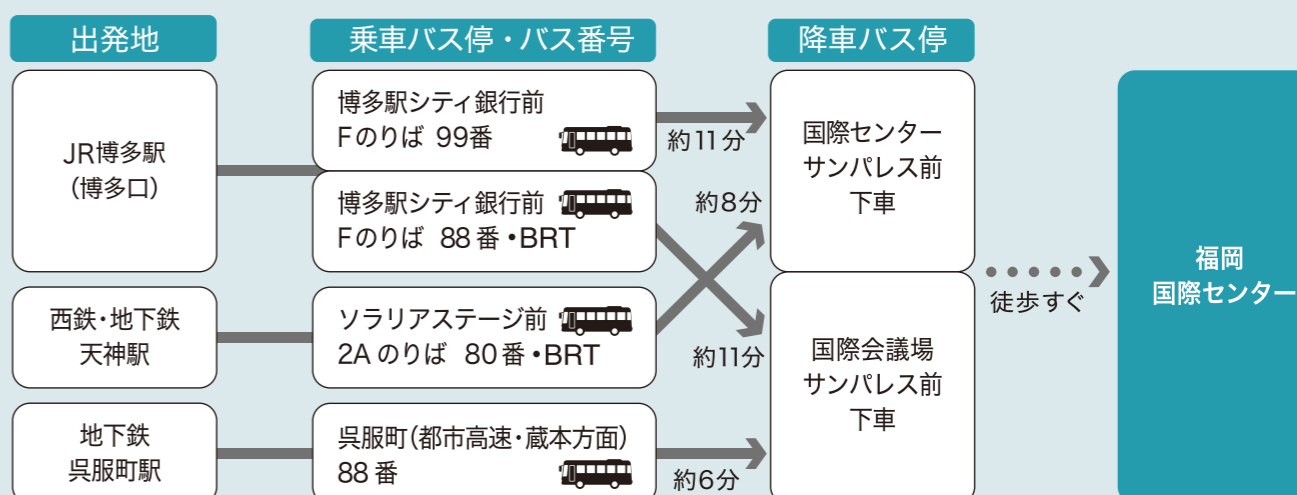 出発地
乗車バス停・バス番号
降車バス停
JR博多駅
(博多口)
博多駅シティ銀行前
Fのりば 99番
約11分
博多駅シティ銀行前
Fのりば 88番・BRT
約8分
国際センター
サンパレス前
下車
西鉄・地下鉄
天神駅
ソラリアステージ前
2Aのりば 80番・BRT
約11分
国際会議場
サンパレス前
下車
地下鉄
呉服町駅
呉服町(都市高速・蔵本方面)
88番
約6分
徒歩すぐ
福岡
国際センター